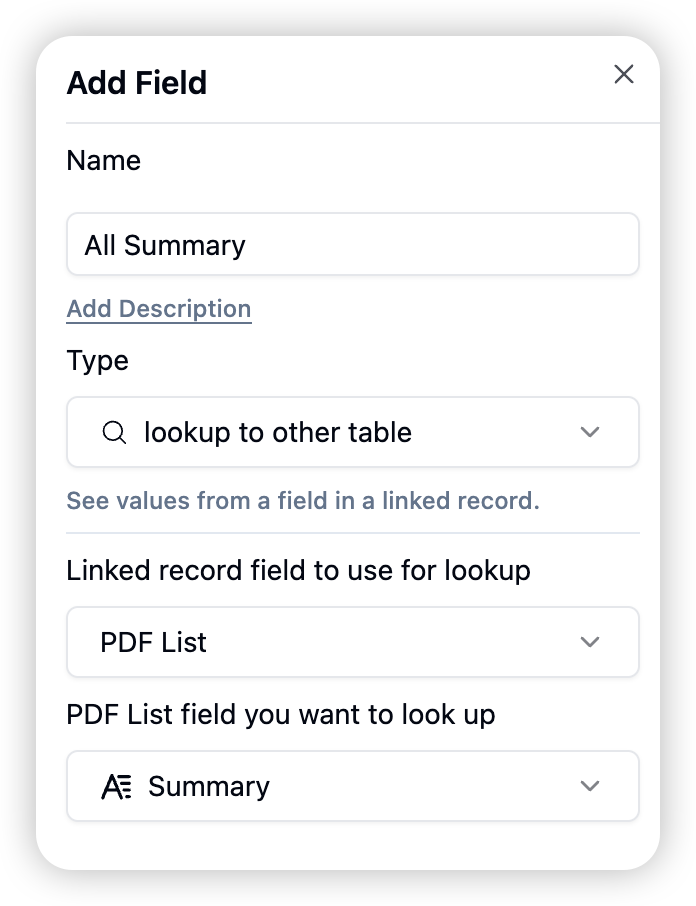 Add Field
Name
All Summary
Add Description
Type
lookup to other table
See values from a field in a linked record.
Linked record field to use for lookup
PDF List
PDF List field you want to look up
Summary